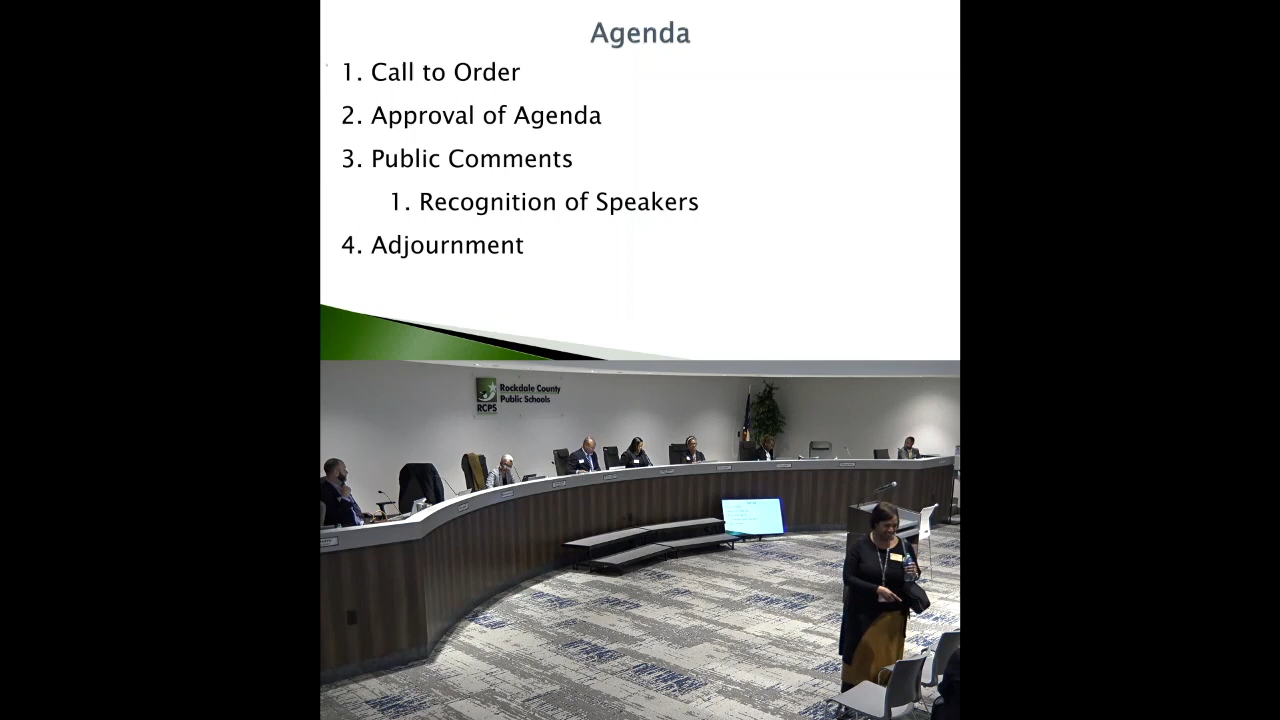 Agenda
1. Call to Order
2. Approval of Agenda
3. Public Comments
1. Recognition of Speakers
4. Adjournment
Rockdale County
Public Schools
RCPS